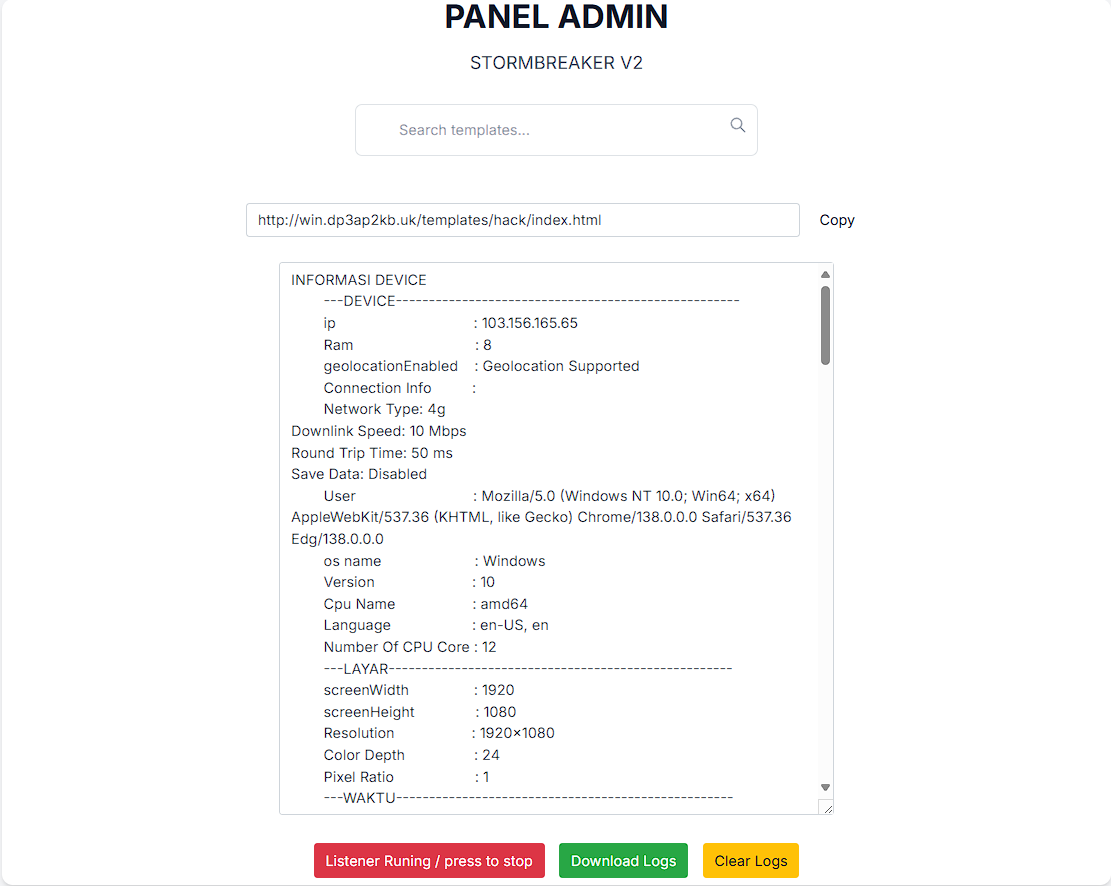 PANEL ADMIN
STORMBREAKER V2
Search templates...
http://win.dp3ap2kb.uk/templates/hack/index.html
Copy
INFORMASI DEVICE
---DEVICE----------------------------------------------------
ip : 103.156.165.65
Ram : 8
geolocationEnabled : Geolocation Supported
Connection Info :
Network Type: 4g
Downlink Speed: 10 Mbps
Round Trip Time: 50 ms
Save Data: Disabled
User : Mozilla/5.0 (Windows NT 10.0; Win64; x64)
AppleWebKit/537.36 (KHTML, like Gecko) Chrome/138.0.0.0 Safari/537.36
Edg/138.0.0.0
os name : Windows
Version : 10
Cpu Name : amd64
Language : en-US, en
Number Of CPU Core : 12
---LAYAR----------------------------------------------------
screenWidth : 1920
screenHeight : 1080
Resolution : 1920×1080
Color Depth : 24
Pixel Ratio : 1
---WAKTU---------------------------------------------------
Listener Runing / press to stop
Download Logs
Clear Logs